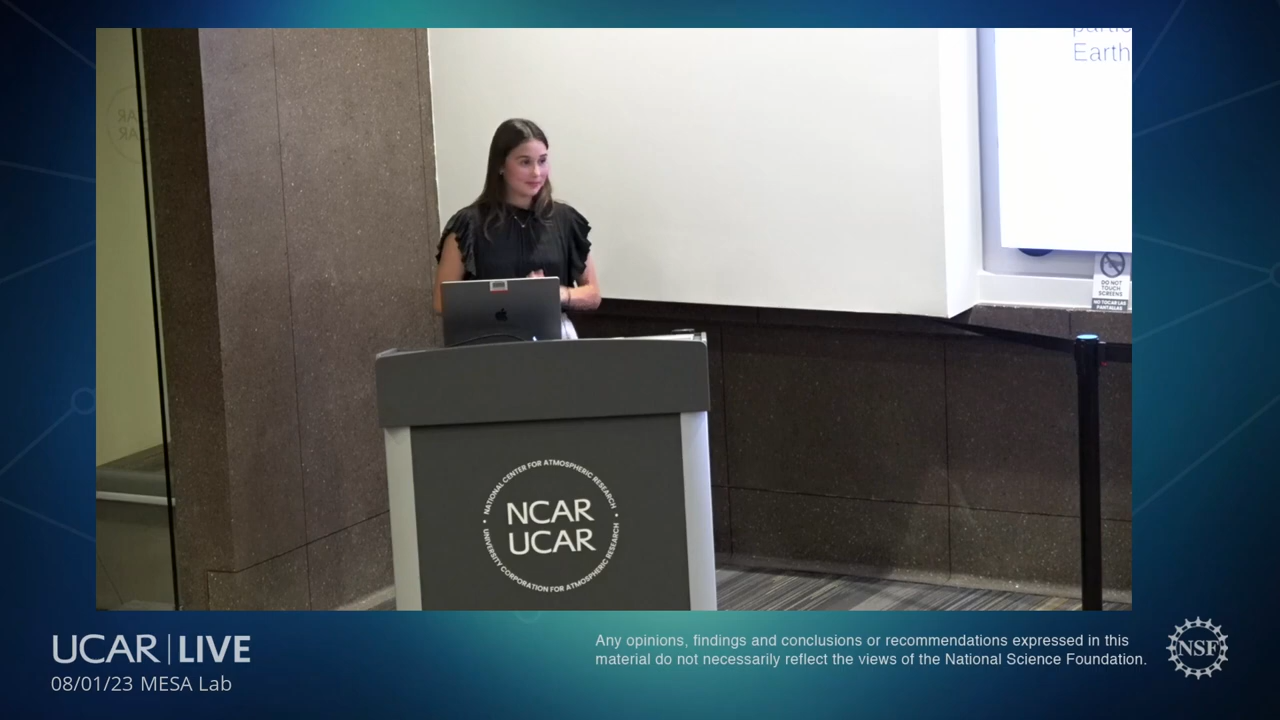 partic
Earth
DO NOT
TOUCH
SCREENS
NO TOCAR LAS
PANTALLAS
NATIONAL CENTER FOR ATMOSPHERIC RESEARCH
NCAR
UCAR
UNIVERSITY CORPORATION FOR ATMOSPHERIC RESEARCH
UCAR | LIVE
08/01/23 MESA Lab
Any opinions, findings and conclusions or recommendations expressed in this
material do not necessarily reflect the views of the National Science Foundation.
NSF